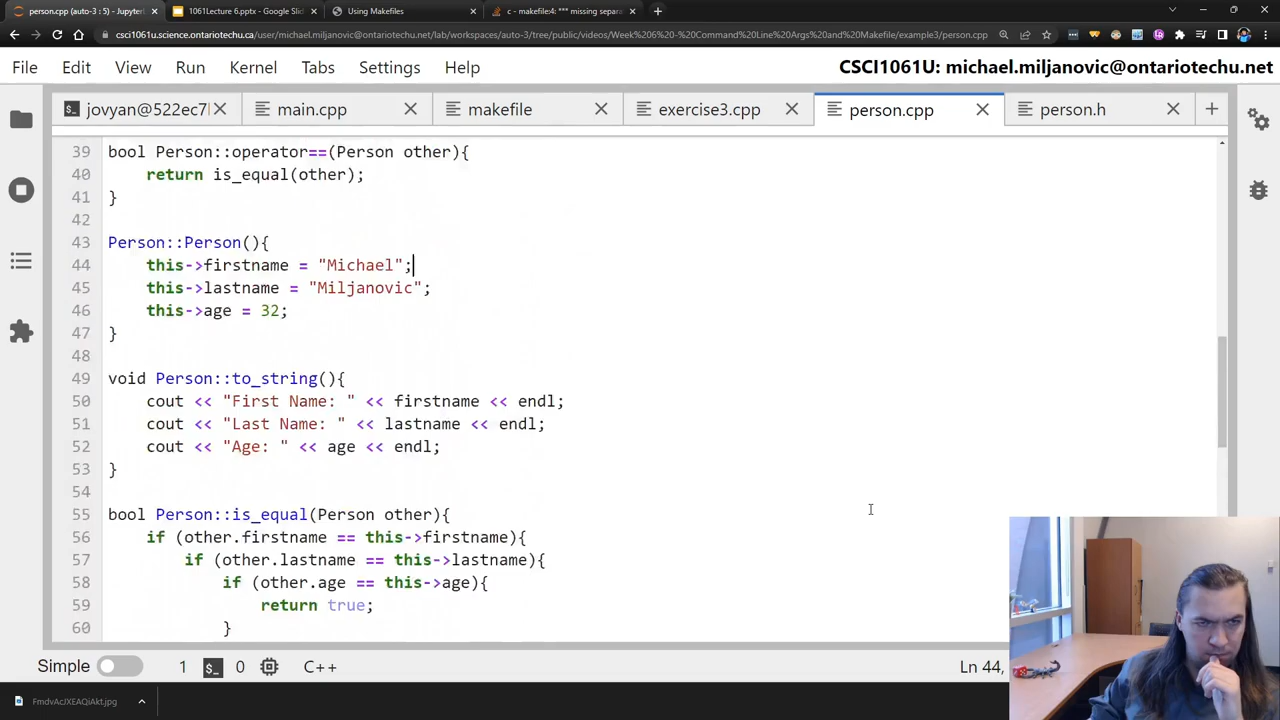 person.cpp (auto-3 : 5) - Jupyterl
1061Lecture 6.pptx - Google Slid
Using Makefiles
c - makefile4: *** missing separat
csci1061u.science.ontariotechu.ca/user/michael.miljanovic@ontariotechu.net/lab/workspaces/auto-3/tree/public/videos/Week%206%20-%20Command%20Line%20Args%20and%20Makefile/example3/person.cpp
File Edit View Run Kernel Tabs Settings Help
CSCI1061U: michael.miljanovic@ontariotechu.net
jovyan@522ec7l
main.cpp
makefile
exercise3.cpp
person.cpp
person.h
39 bool Person::operator==(Person other){
40 return is_equal(other);
41 }
42
43 Person::Person(){
44 this->firstname = "Michael";
45 this->lastname = "Miljanovic";
46 this->age = 32;
47 }
48
49 void Person::to_string(){
50 cout << "First Name: " << firstname << endl;
51 cout << "Last Name: " << lastname << endl;
52 cout << "Age: " << age << endl;
53 }
54
55 bool Person::is_equal(Person other){
56 if (other.firstname == this->firstname){
57 if (other.lastname == this->lastname){
58 if (other.age == this->age){
59 return true;
60 }
Simple 1 $_ 0 C++ Ln 44,
FmdvAcJXEAQiAkt.jpg